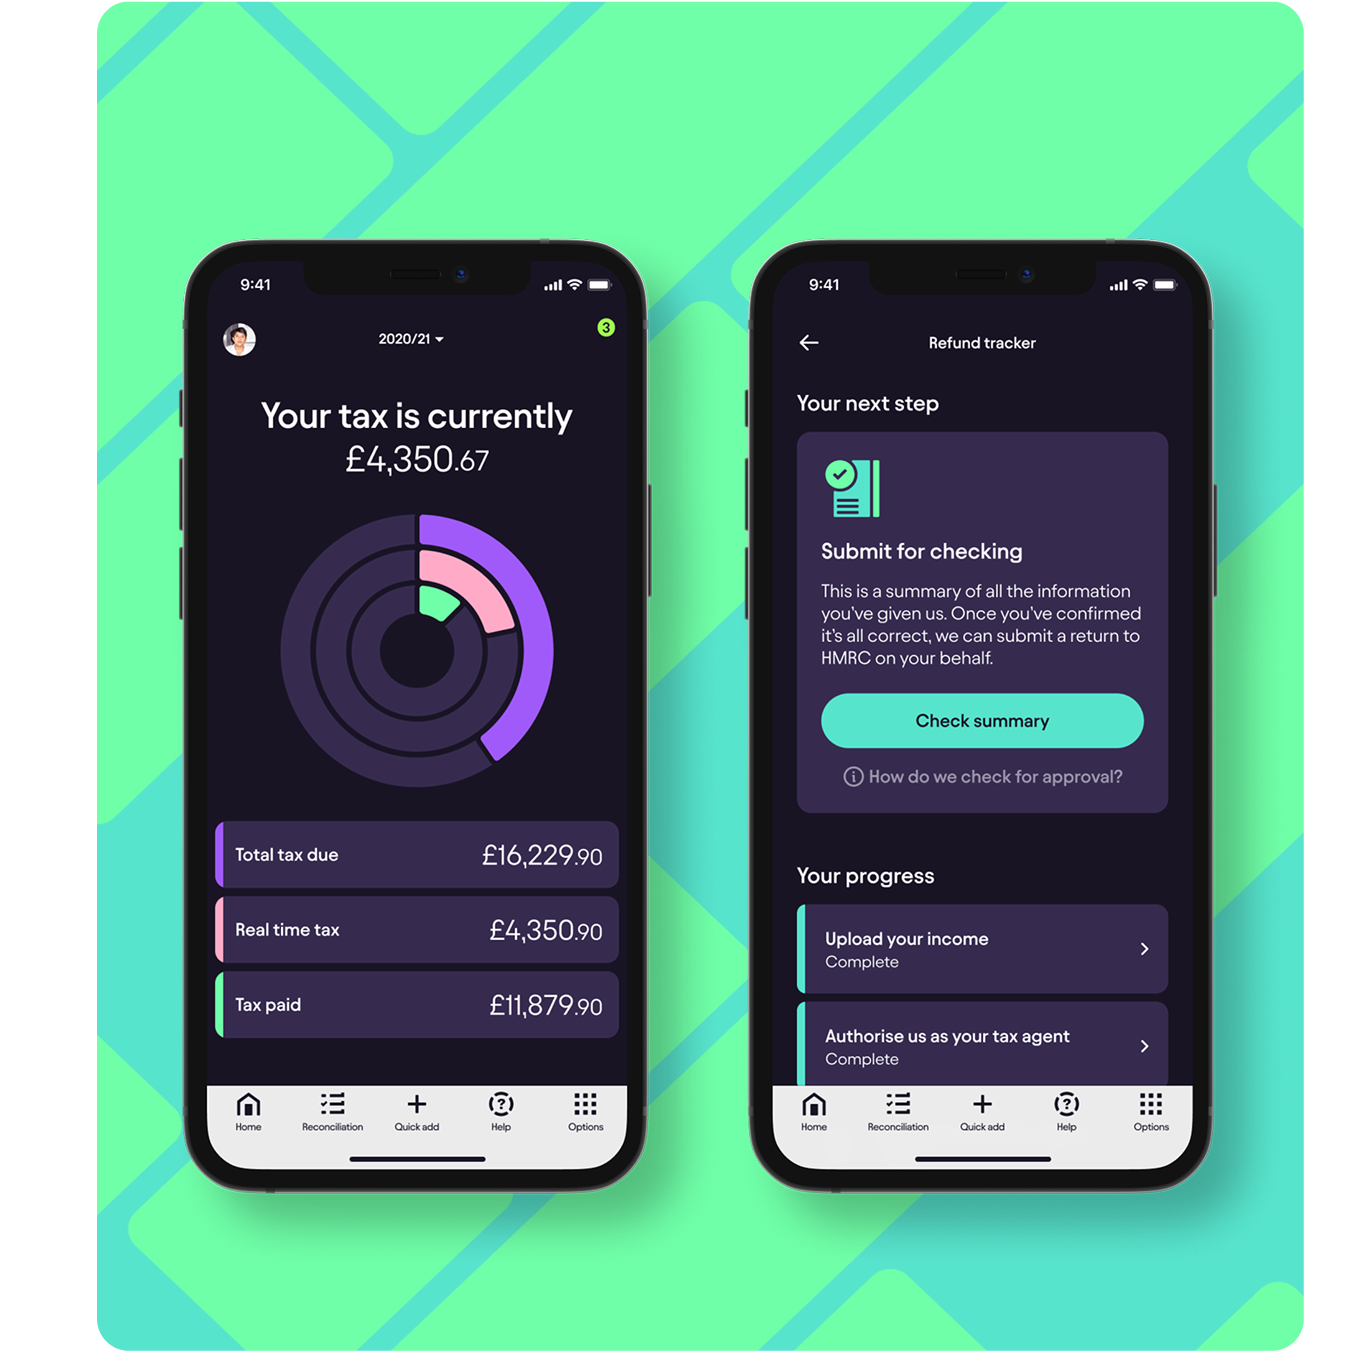 9:41
2020/21
3
Your tax is currently
£4,350.67
Total tax due
£16,229.90
Real time tax
£4,350.90
Tax paid
£11,879.90
Home
Reconciliation
Quick add
Help
Options
9:41
Refund tracker
Your next step
Submit for checking
This is a summary of all the information
you've given us. Once you've confirmed
it's all correct, we can submit a return to
HMRC on your behalf.
Check summary
How do we check for approval?
Your progress
Upload your income
Complete
Authorise us as your tax agent
Complete
Home
Reconciliation
Quick add
Help
Options